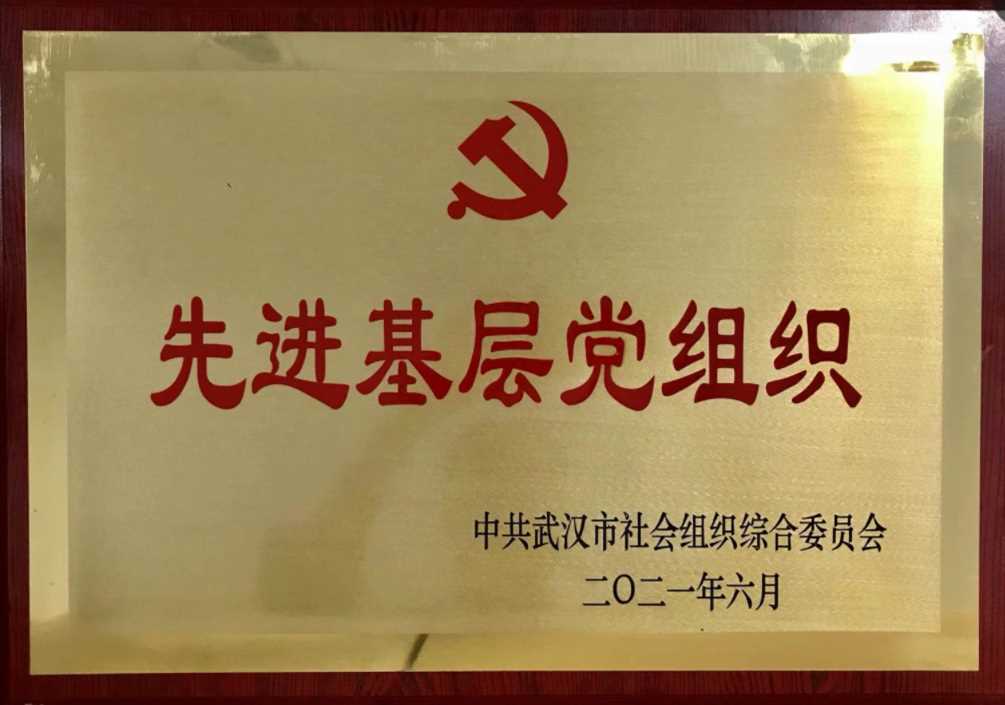 先进基层党组织
中共武汉市社会组织综合委员会
二〇二一年六月